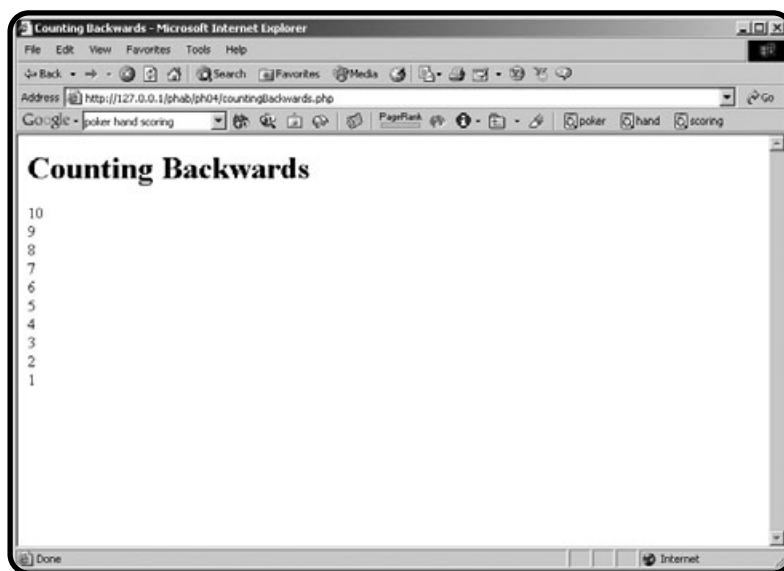 Counting Backwards - Microsoft Internet Explorer
File Edit View Favorites Tools Help
Back Search Favorites Media
Address http://127.0.0.1/phab/ph04/countingBackwards.php Go
Google poker hand scoring PageRank poker hand scoring
Counting Backwards
10
9
8
7
6
5
4
3
2
1
Done Internet